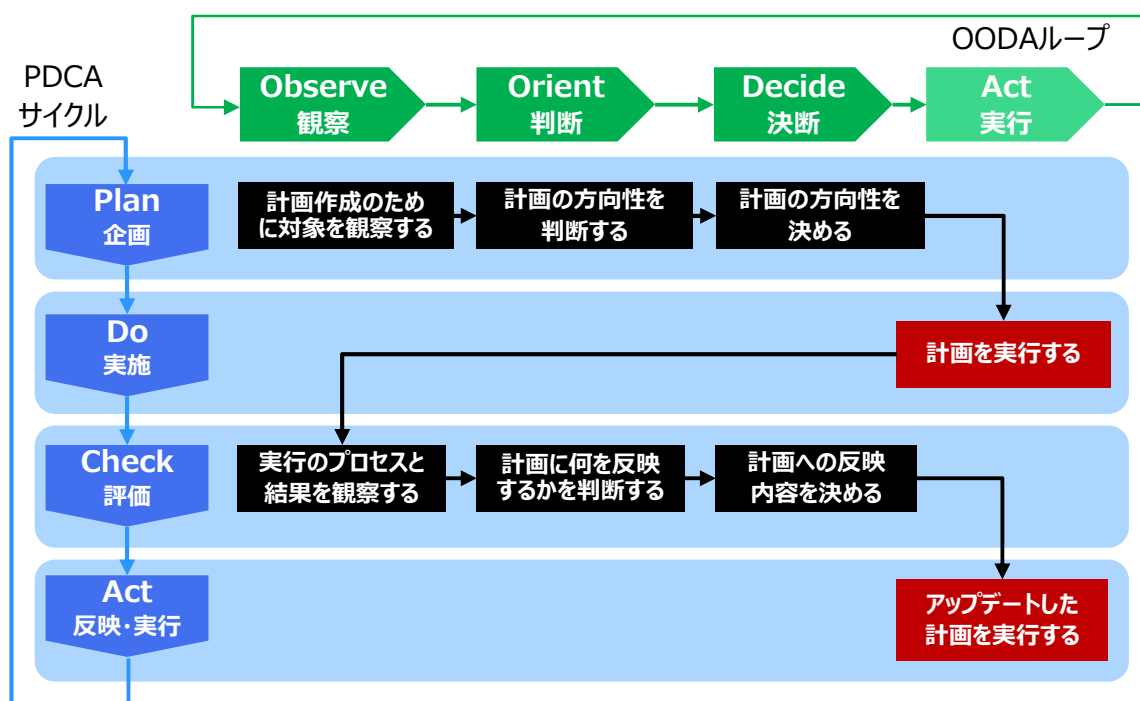 OODAループ
PDCA
サイクル
Observe
観察
Orient
判断
Decide
決断
Act
実行
Plan
企画
計画作成のため
に対象を観察する
計画の方向性を
判断する
計画の方向性を
決める
Do
実施
計画を実行する
Check
評価
実行のプロセスと
結果を観察する
計画に何を反映
するかを判断する
計画への反映
内容を決める
Act
反映・実行
アップデートした
計画を実行する